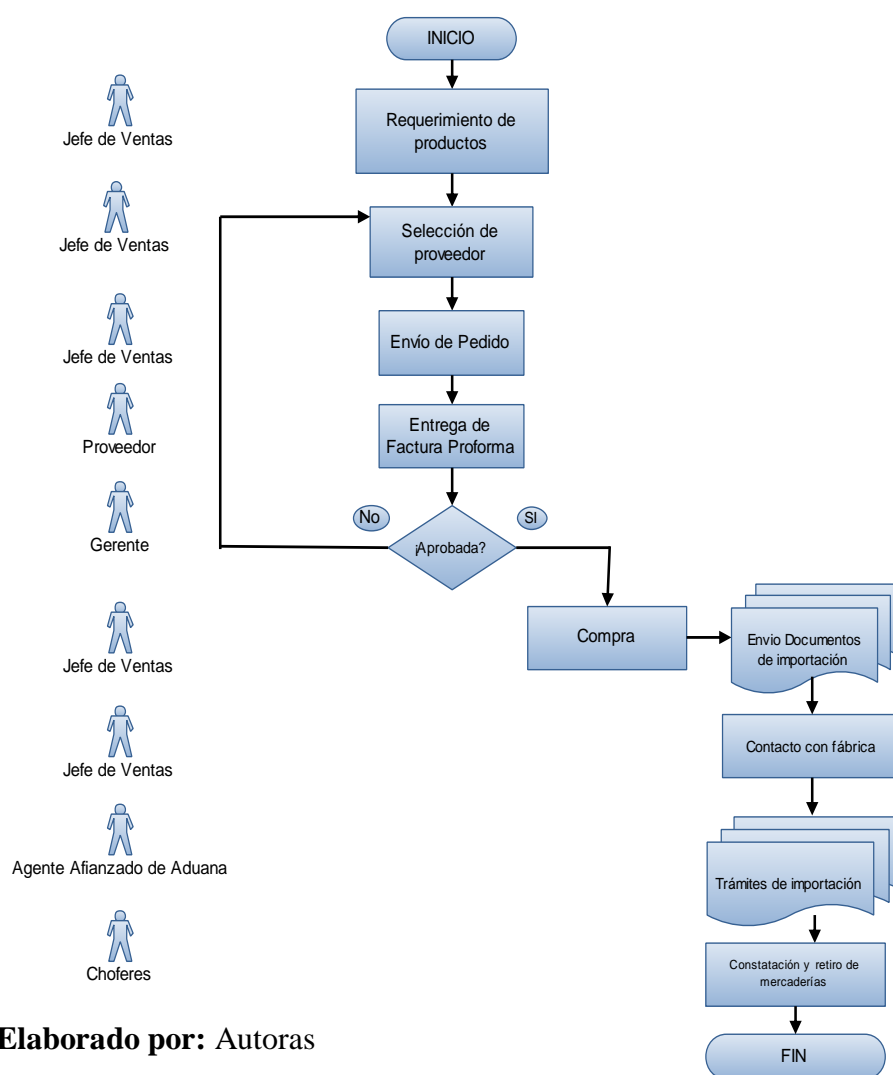 INICIO
Jefe de Ventas
Requerimiento de
productos
Jefe de Ventas
Selección de
proveedor
Jefe de Ventas
Envío de Pedido
Proveedor
Entrega de
Factura Proforma
Gerente
No
SI
¡Aprobada?
Jefe de Ventas
Compra
Envio Documentos
de importación
Jefe de Ventas
Contacto con fábrica
Agente Afianzado de Aduana
Trámites de importación
Choferes
Constatación y retiro de
mercaderías
Elaborado por: Autoras
FIN